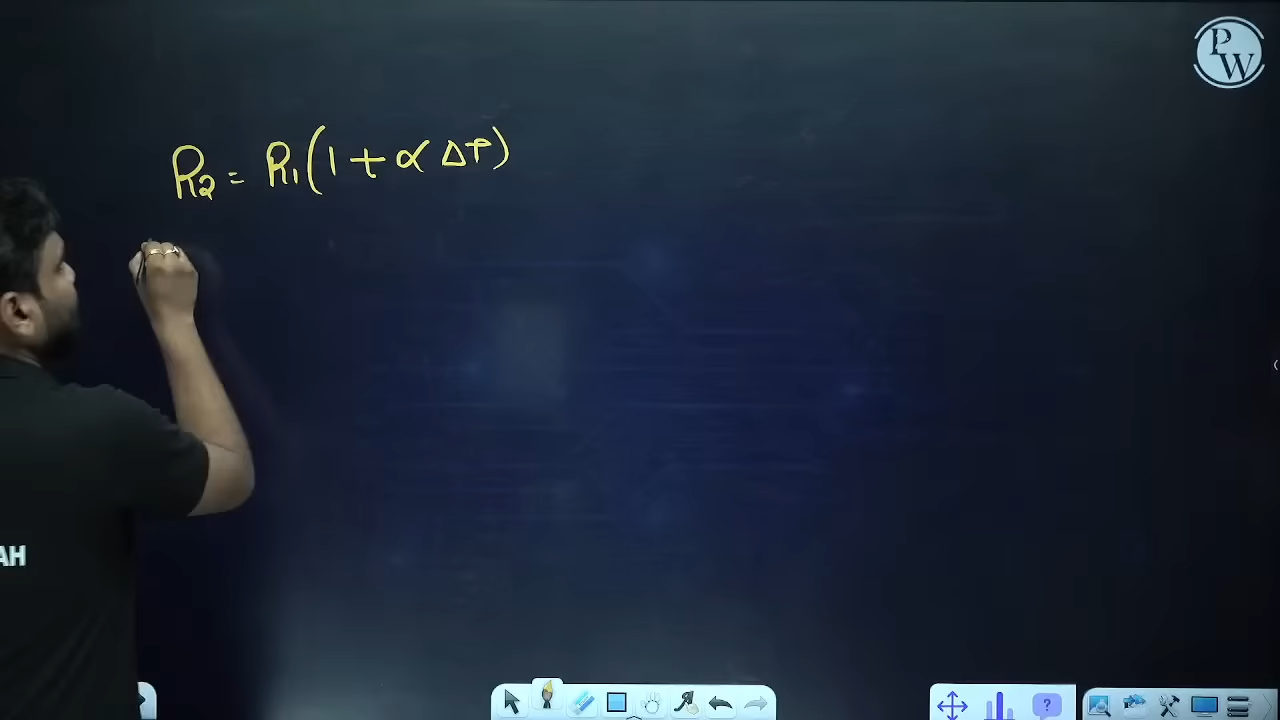 PW
R₂ = R₁(1 + α ΔT)
AH
?